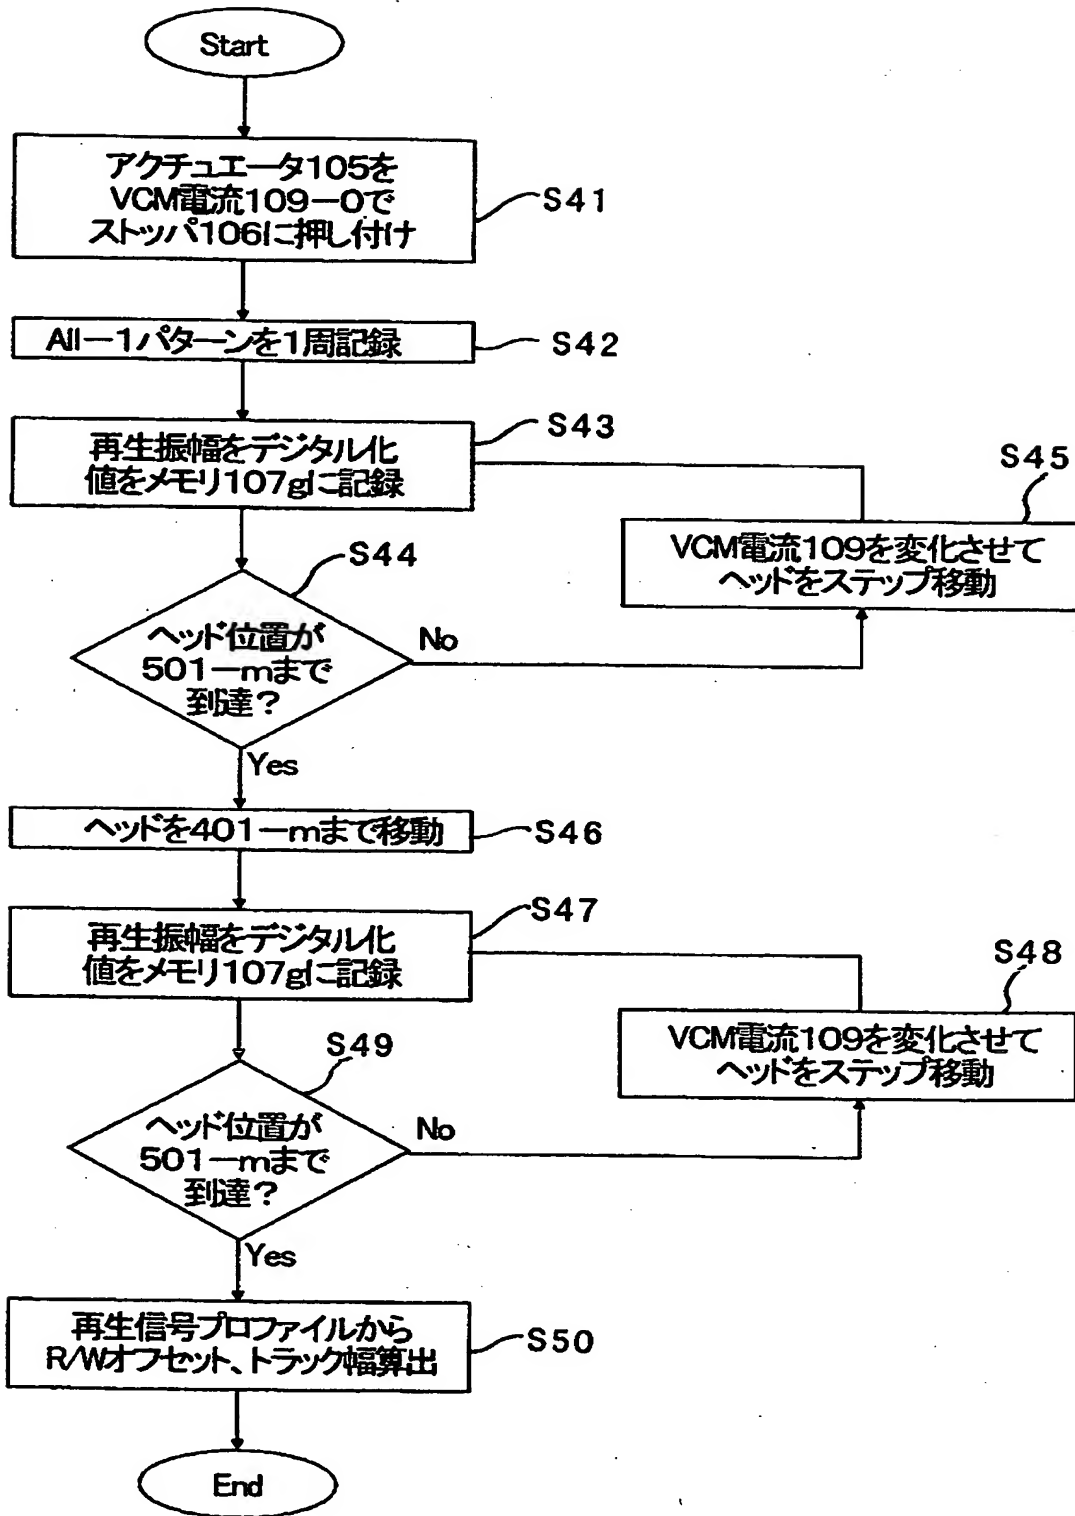 Start
アクチュエータ105を
VCM電流109ー0で
ストッパ106に押し付け
S41
All－1パターンを1周記録
S42
再生振幅をデジタル化
値をメモリ107gに記録
S43
S45
VCM電流109を変化させて
ヘッドをステップ移動
S44
ヘッド位置が
501ーmまで
到達？
No
Yes
ヘッドを401ーmまで移動
S46
再生振幅をデジタル化
値をメモリ107gに記録
S47
S48
VCM電流109を変化させて
ヘッドをステップ移動
S49
ヘッド位置が
501ーmまで
到達？
No
Yes
再生信号プロファイルから
R/Wオフセット、トラック幅算出
S50
End